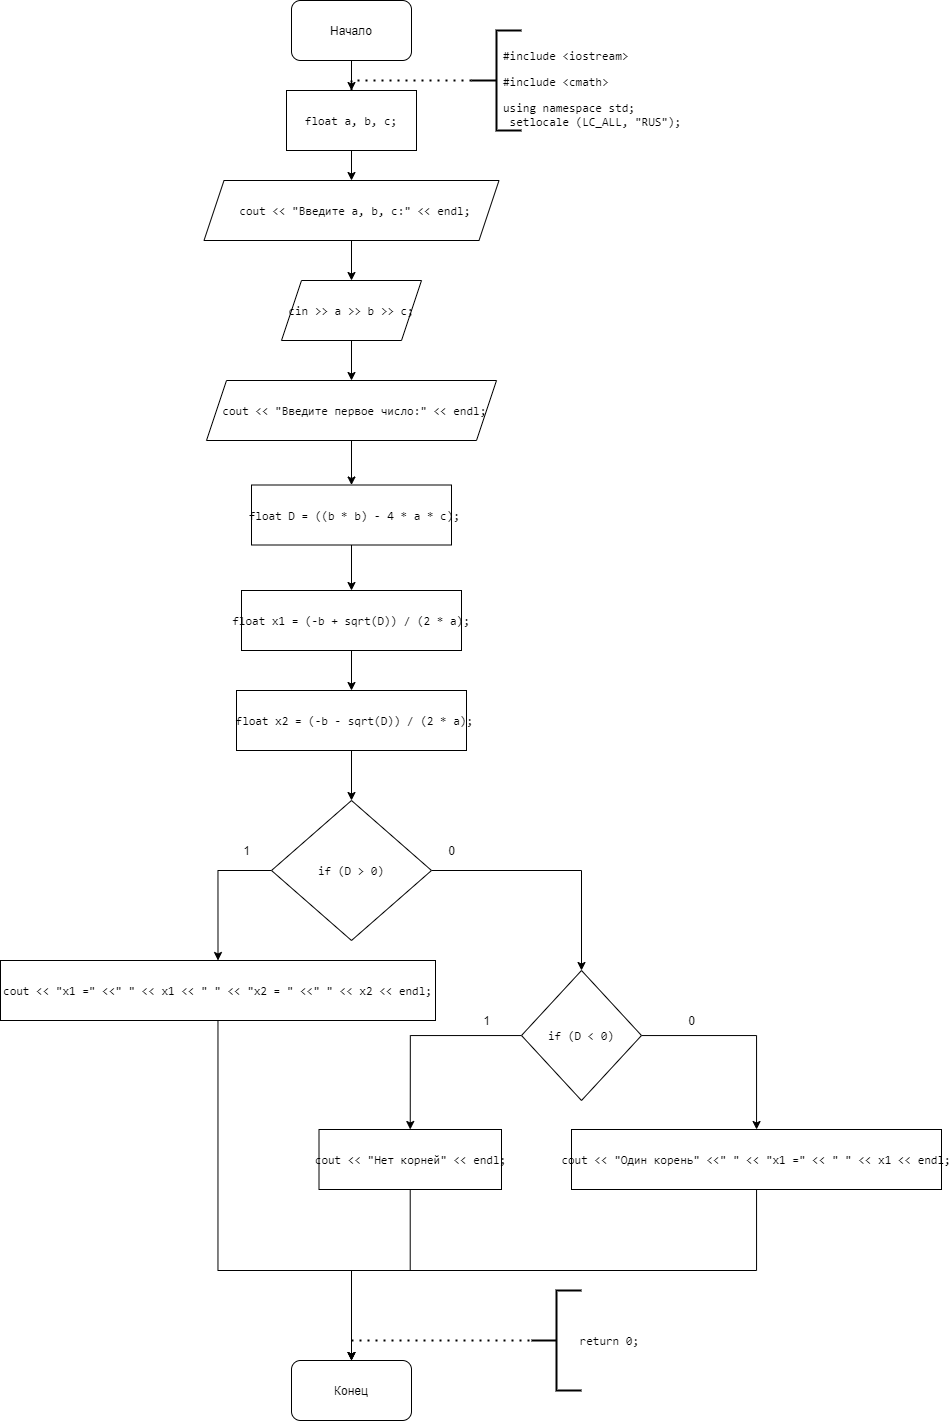 Начало
#include <iostream>
#include <cmath>
using namespace std;
setlocale (LC_ALL, "RUS");
float a, b, c;
cout << "Введите a, b, c:" << endl;
cin >> a >> b >> c;
cout << "Введите первое число:" << endl;
float D = ((b * b) - 4 * a * c);
float x1 = (-b + sqrt(D)) / (2 * a);
float x2 = (-b - sqrt(D)) / (2 * a);
1
0
if (D > 0)
cout << "x1 =" <<" " << x1 << " " << "x2 = " <<" " << x2 << endl;
1
0
if (D < 0)
cout << "Нет корней" << endl;
cout << "Один корень" <<" " << "x1 =" << " " << x1 << endl;
return 0;
Конец